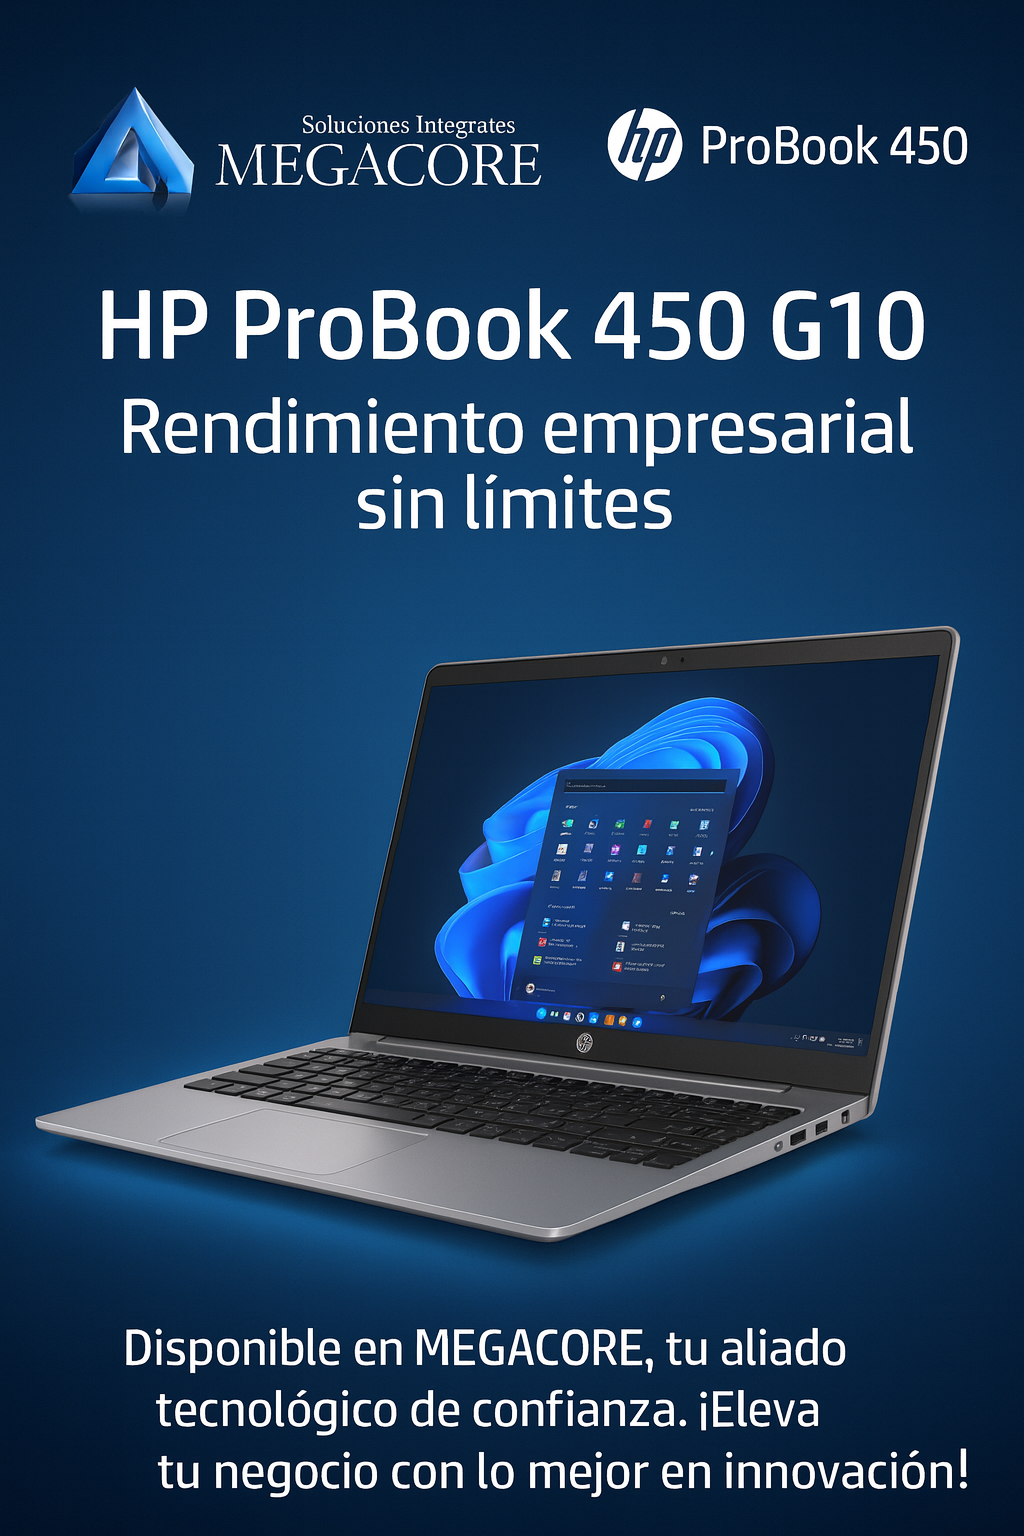 Soluciones Integrates
MEGACORE
hp ProBook 450
HP ProBook 450 G10
Rendimiento empresarial
sin límites
Disponible en MEGACORE, tu aliado
tecnológico de confianza. ¡Eleva
tu negocio con lo mejor en innovación!